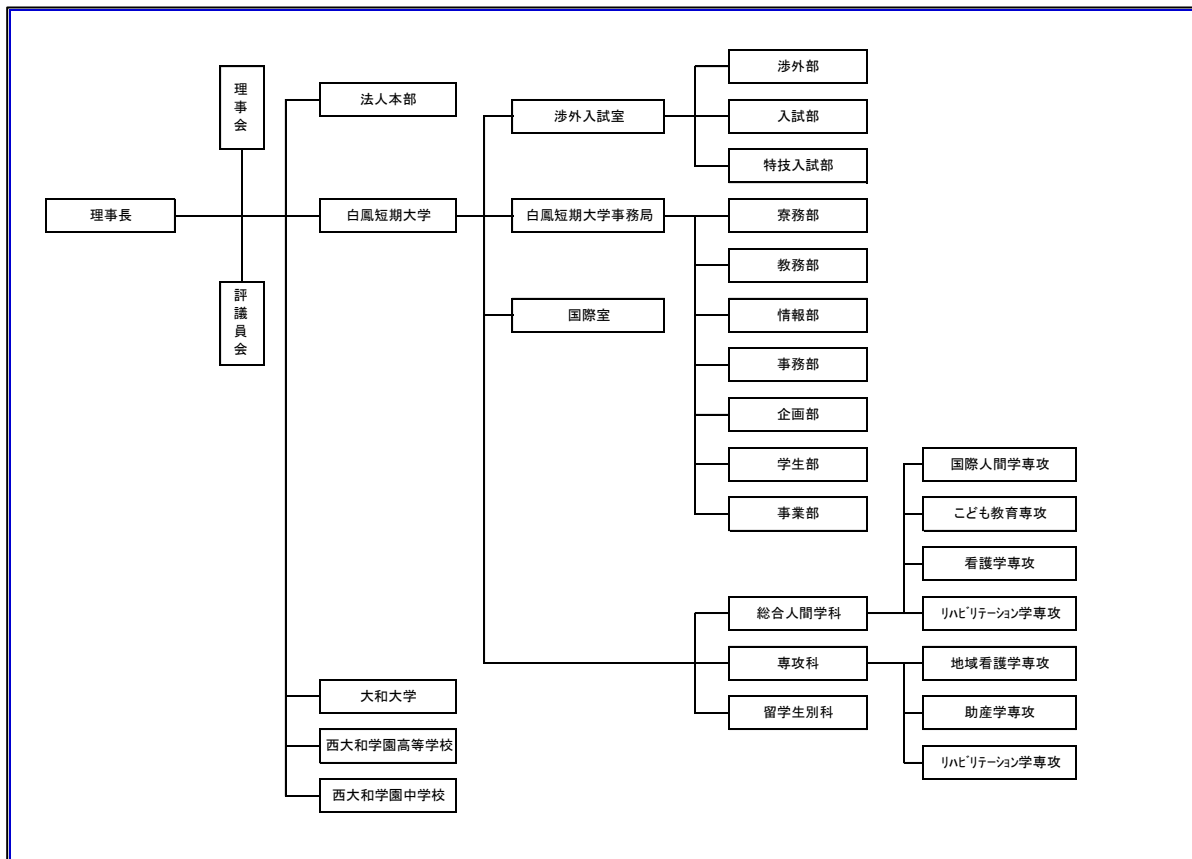 理事会
法人本部
渉外入試室
渉外部
入試部
特技入試部
理事長
白鳳短期大学
白鳳短期大学事務局
寮務部
教務部
評議員会
国際室
情報部
事務部
企画部
学生部
国際人間学専攻
事業部
こども教育専攻
看護学専攻
総合人間学科
ﾘﾊﾋﾞﾘﾃｰｼｮﾝ学専攻
専攻科
地域看護学専攻
大和大学
留学生別科
助産学専攻
西大和学園高等学校
ﾘﾊﾋﾞﾘﾃｰｼｮﾝ学専攻
西大和学園中学校